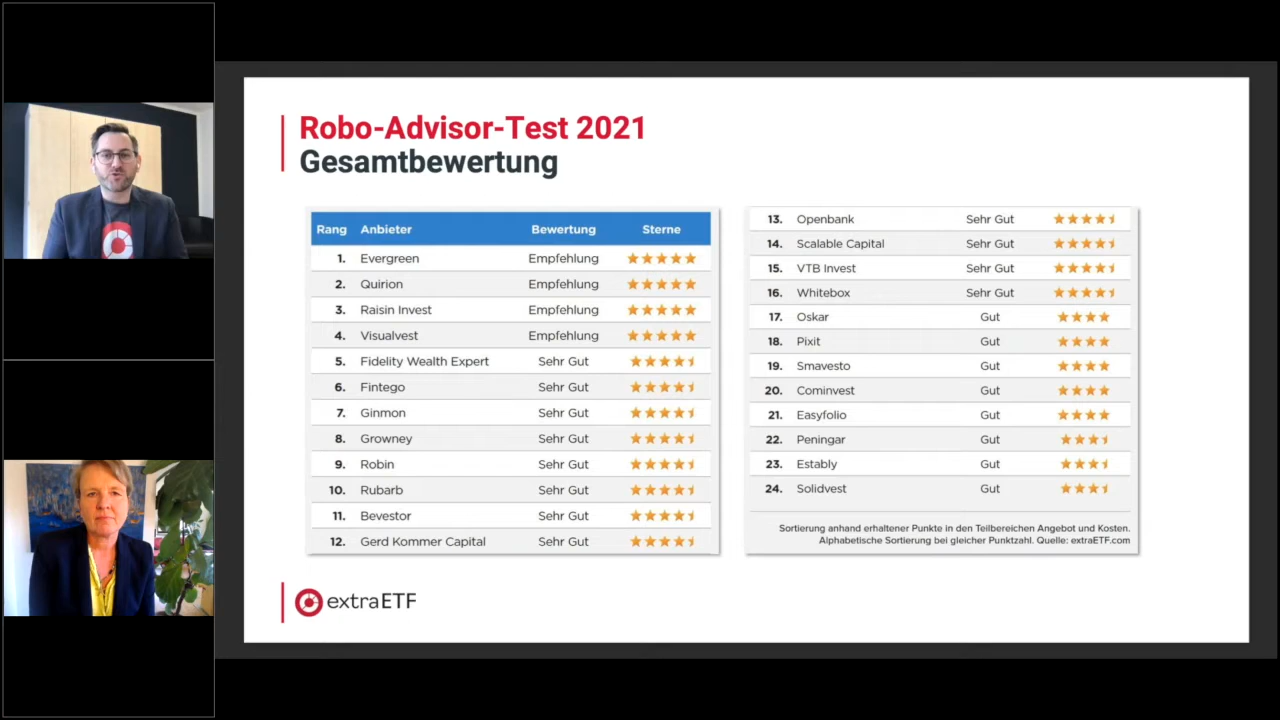 Robo-Advisor-Test 2021
Gesamtbewertung
Rang Anbieter Bewertung Sterne
1. Evergreen Empfehlung
2. Quirion Empfehlung
3. Raisin Invest Empfehlung
4. Visualvest Empfehlung
5. Fidelity Wealth Expert Sehr Gut
6. Fintego Sehr Gut
7. Ginmon Sehr Gut
8. Growney Sehr Gut
9. Robin Sehr Gut
10. Rubarb Sehr Gut
11. Bevestor Sehr Gut
12. Gerd Kommer Capital Sehr Gut
13. Openbank Sehr Gut
14. Scalable Capital Sehr Gut
15. VTB Invest Sehr Gut
16. Whitebox Sehr Gut
17. Oskar Gut
18. Pixit Gut
19. Smavesto Gut
20. Cominvest Gut
21. Easyfolio Gut
22. Peningar Gut
23. Estably Gut
24. Solidvest Gut
Sortierung anhand erhaltener Punkte in den Teilbereichen Angebot und Kosten.
Alphabetische Sortierung bei gleicher Punktzahl. Quelle: extraETF.com
extraETF